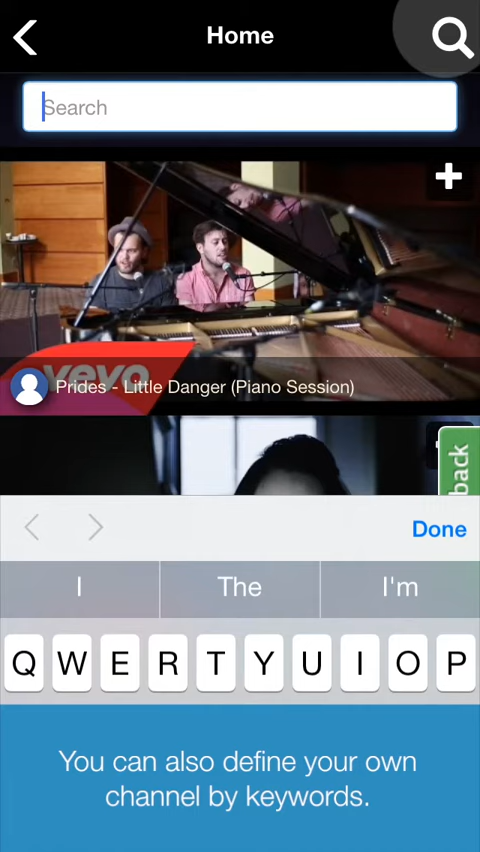 Home
Search
vevo
Prides - Little Danger (Piano Session)
back
Done
I The I'm
Q W E R T Y U I O P
You can also define your own
channel by keywords.